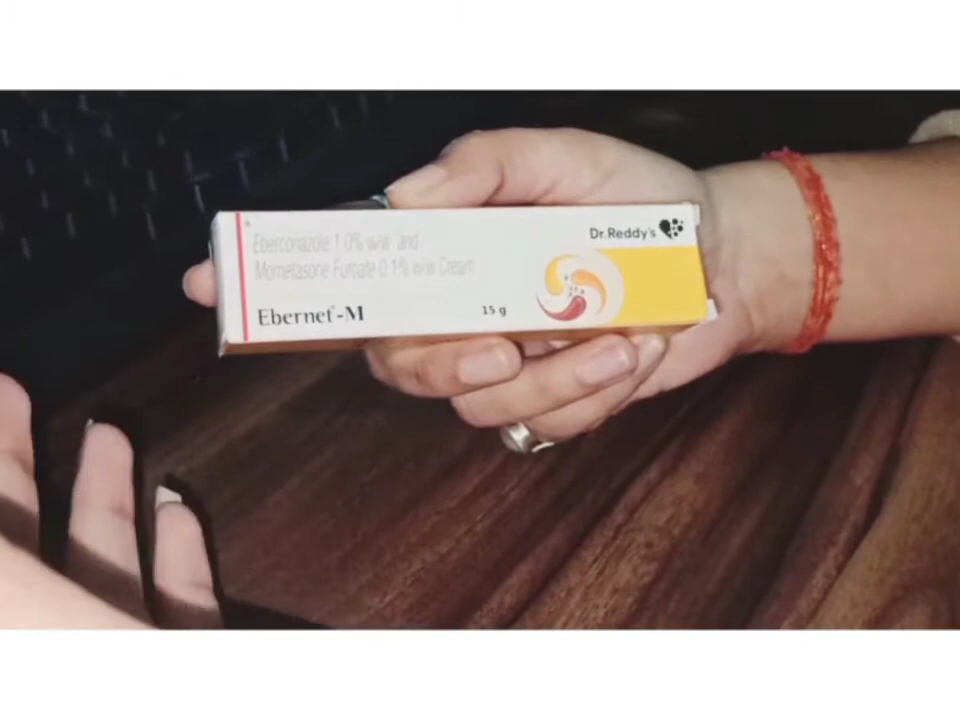 Eberconazole 1.0% w/w and
Mometasone Furoate 0.1% w/w Cream
Ebernet-M
15 g
Dr.Reddy's